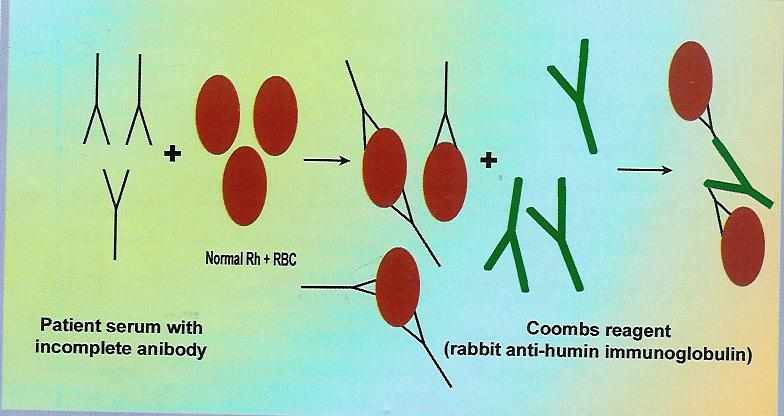 +
+
Normal Rh + RBC
Patient serum with
incomplete anibody
Coombs reagent
(rabbit anti-humin immunoglobulin)